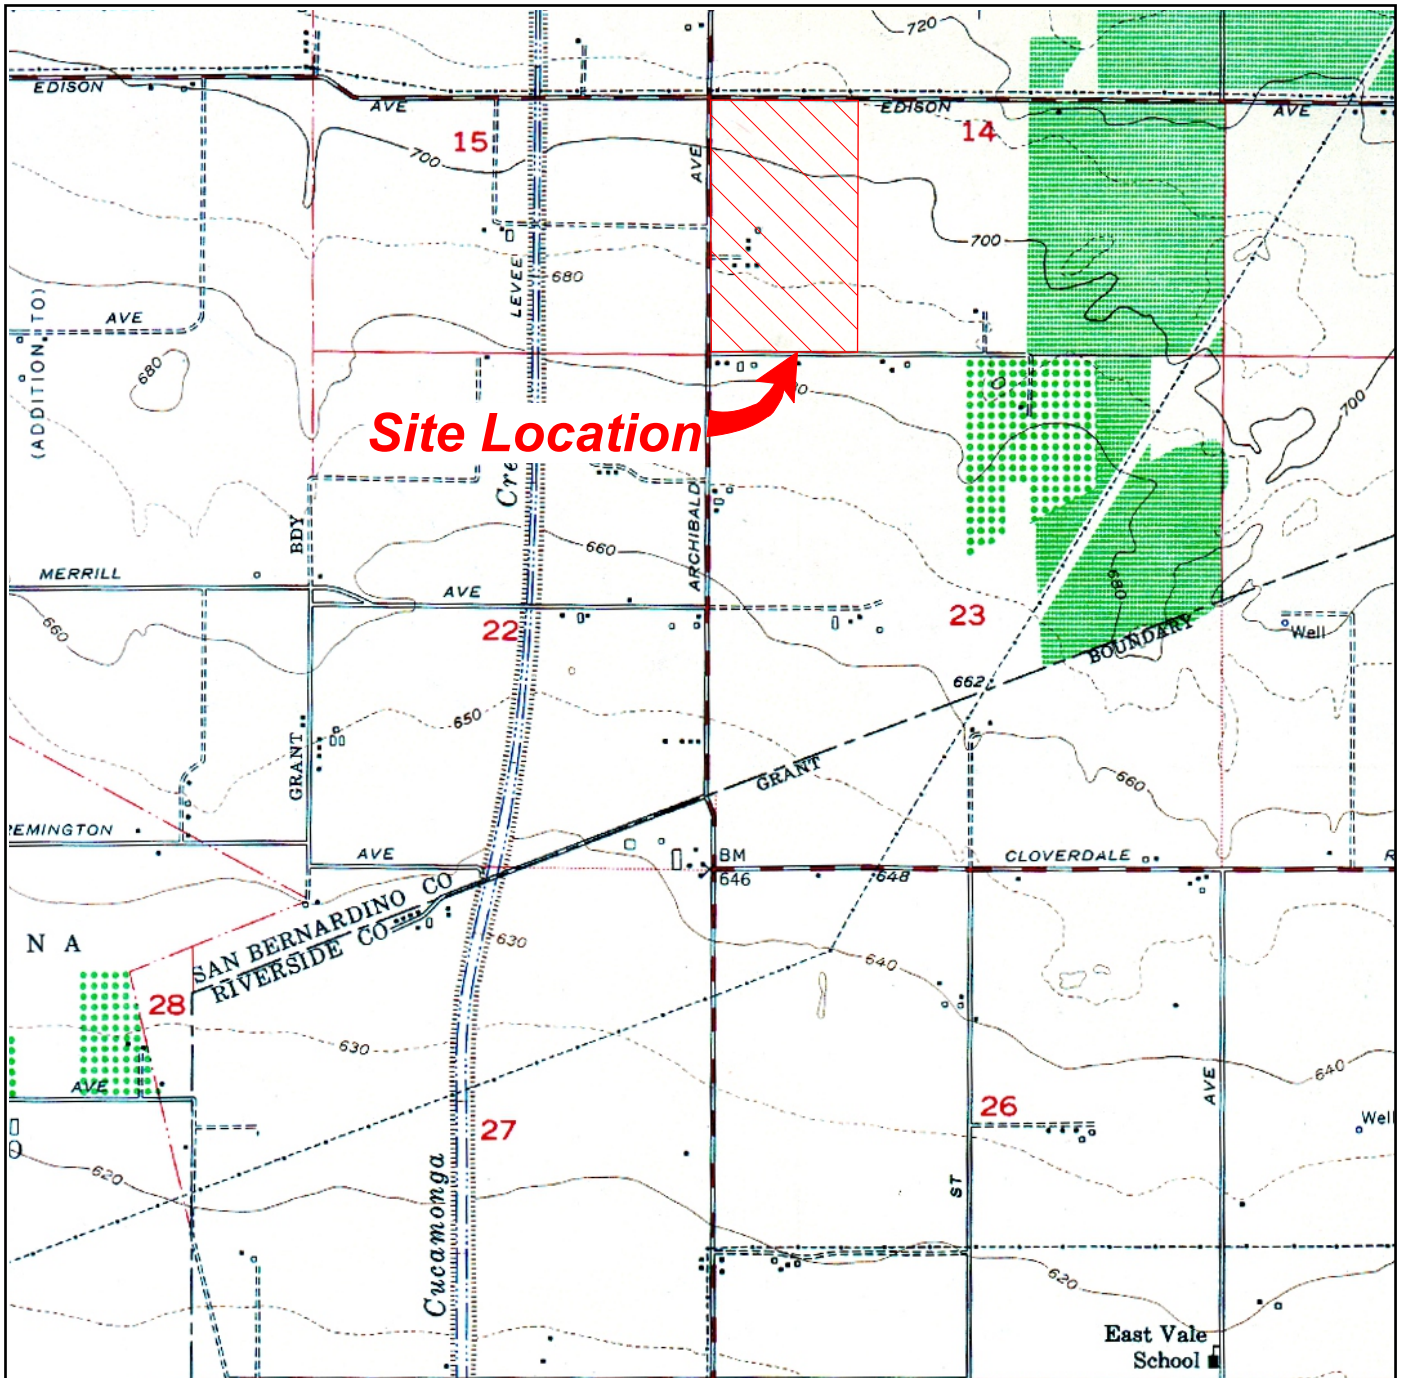 720
EDISON
AVE
EDISON
AVE
15
14
700
AVE
700
680
LEVEE
(ADDITION TO)
AVE
680
700
Site Location
Cre
ARCHIBALD
BDY
660
680
MERRILL
AVE
660
22
23
BOUNDARY
Well
662
650
GRANT
GRANT
660
REMINGTON
AVE
BM
646
648
CLOVERDALE
R
SAN BERNARDINO CO
RIVERSIDE CO
N A
630
640
28
630
640
AVE
AVE
26
27
Well
620
ST
Cucamonga
620
East Vale
School